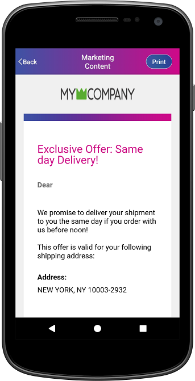 Back
Marketing
Content
Print
MY COMPANY
Exclusive Offer: Same
day Delivery!
Dear
We promise to deliver your shipment
to you the same day if you order with
us before noon!
This offer is valid for your following
shipping address:
Address:
NEW YORK, NY 10003-2932